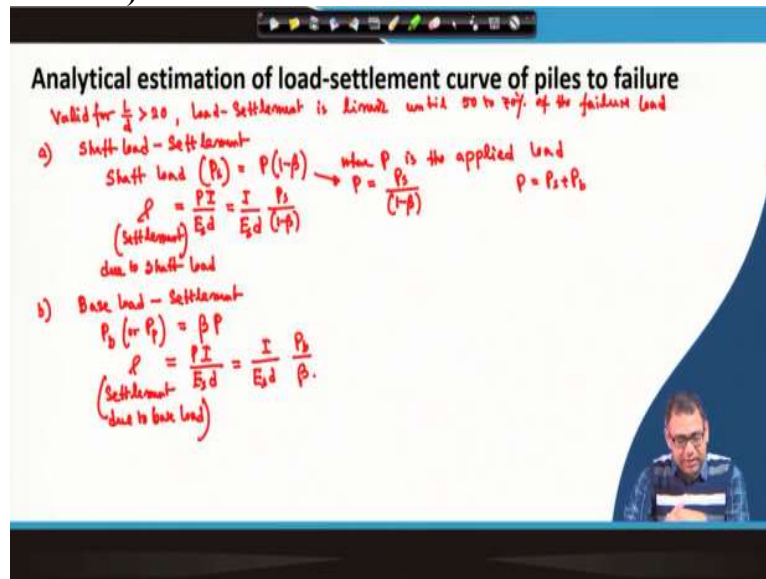 Analytical estimation of load-settlement curve of piles to failure
Valid for L/d > 20, Load-Settlement is linear until 50 to 70% of the failure load
a) Shaft load - Settlement
Shaft load (Ps) = P(1-β) → where P is the applied load
P = Ps/(1-β) P = Ps + Pb
ρ = PI/Esd = I/Esd Ps/(1-β)
(Settlement)
due to shaft load
b) Base load - Settlement
Pb (or Pp) = βP
ρ = PI/Esd = I/Esd Pb/β.
(Settlement
due to base load)